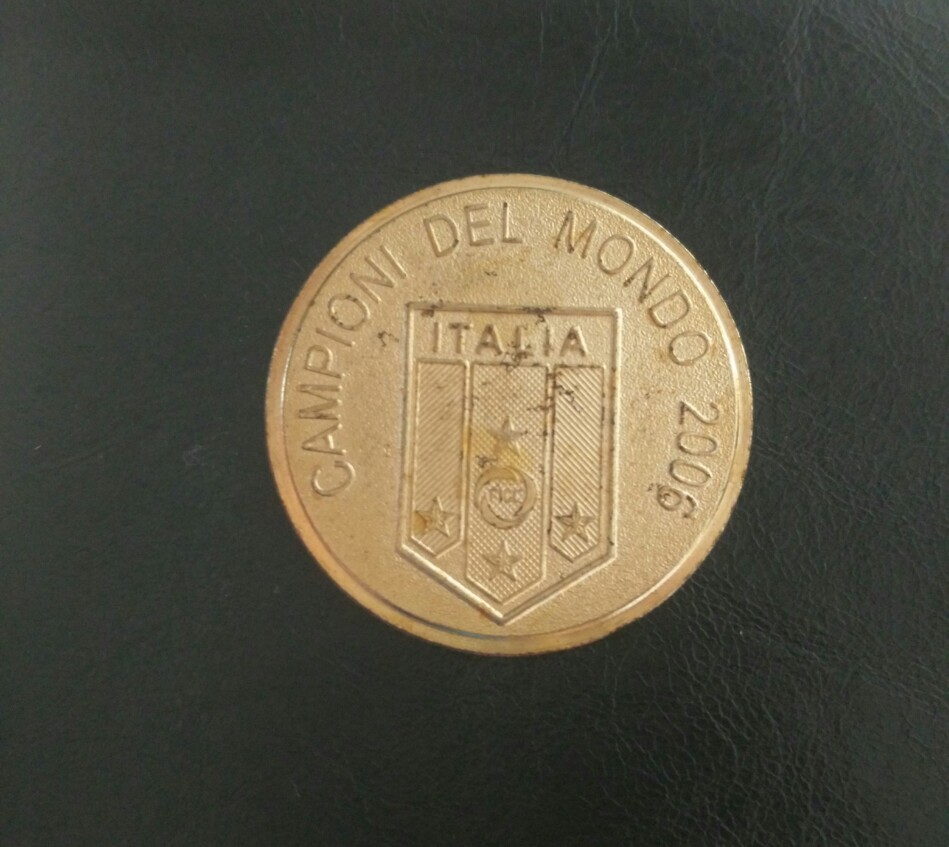 CAMPIONI DEL MONDO 2006
ITALIA
FIGC